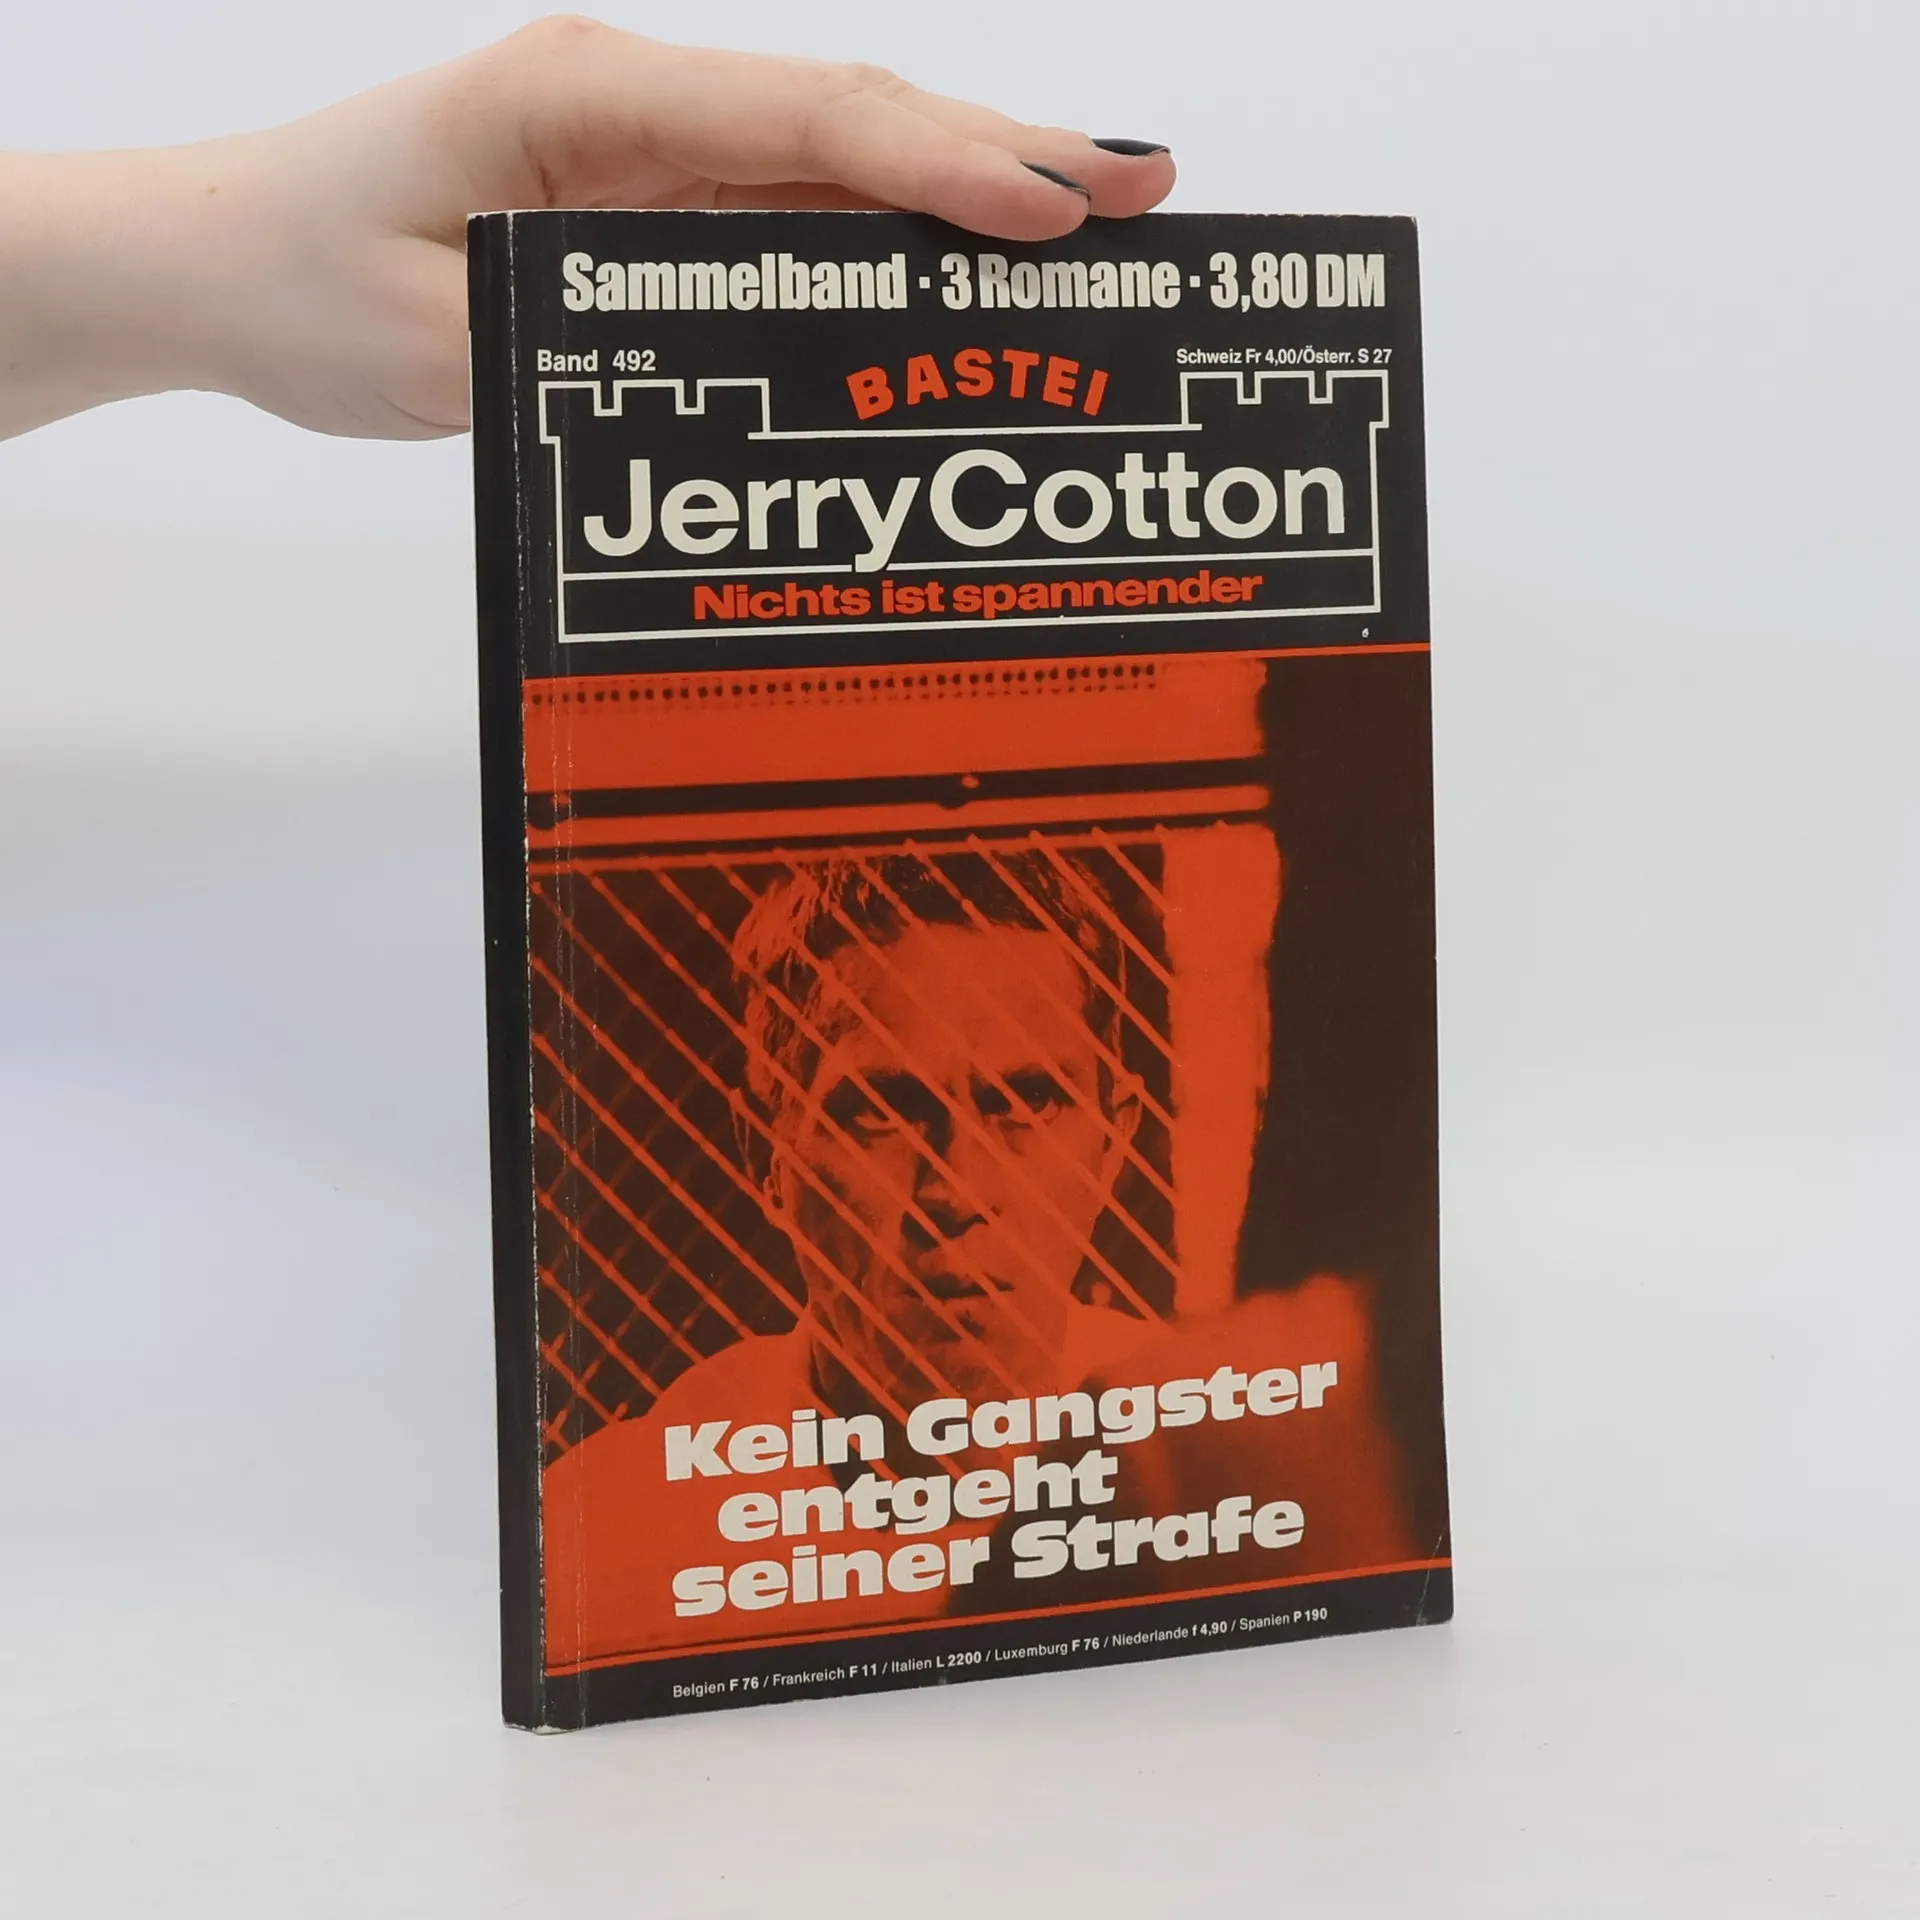 Sammelband · 3 Romane · 3,80 DM
Band 492
BASTEI
Schweiz Fr 4,00/Österr. S 27
Jerry Cotton
Nichts ist spannender
6
Kein Gangster
entgeht
seiner Strafe
Belgien F 76 / Frankreich F 11 / Italien L 2200 / Luxemburg F 76 / Niederlande f 4,90 / Spanien P 190